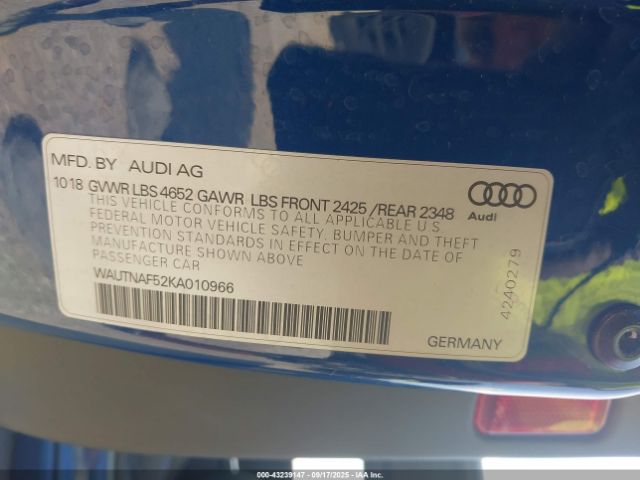 MFD. BY AUDI AG
1018 GVWR LBS 4652 GAWR LBS FRONT 2425 / REAR 2348
THIS VEHICLE CONFORMS TO ALL APPLICABLE U S
FEDERAL MOTOR VEHICLE SAFETY, BUMPER AND THEFT
PREVENTION STANDARDS IN EFFECT ON THE DATE OF
MANUFACTURE SHOWN ABOVE
PASSENGER CAR
WAUTNAF52KA010966
Audi
4240279
GERMANY
000-43239147 - 09/17/2025 - IAAI.COM